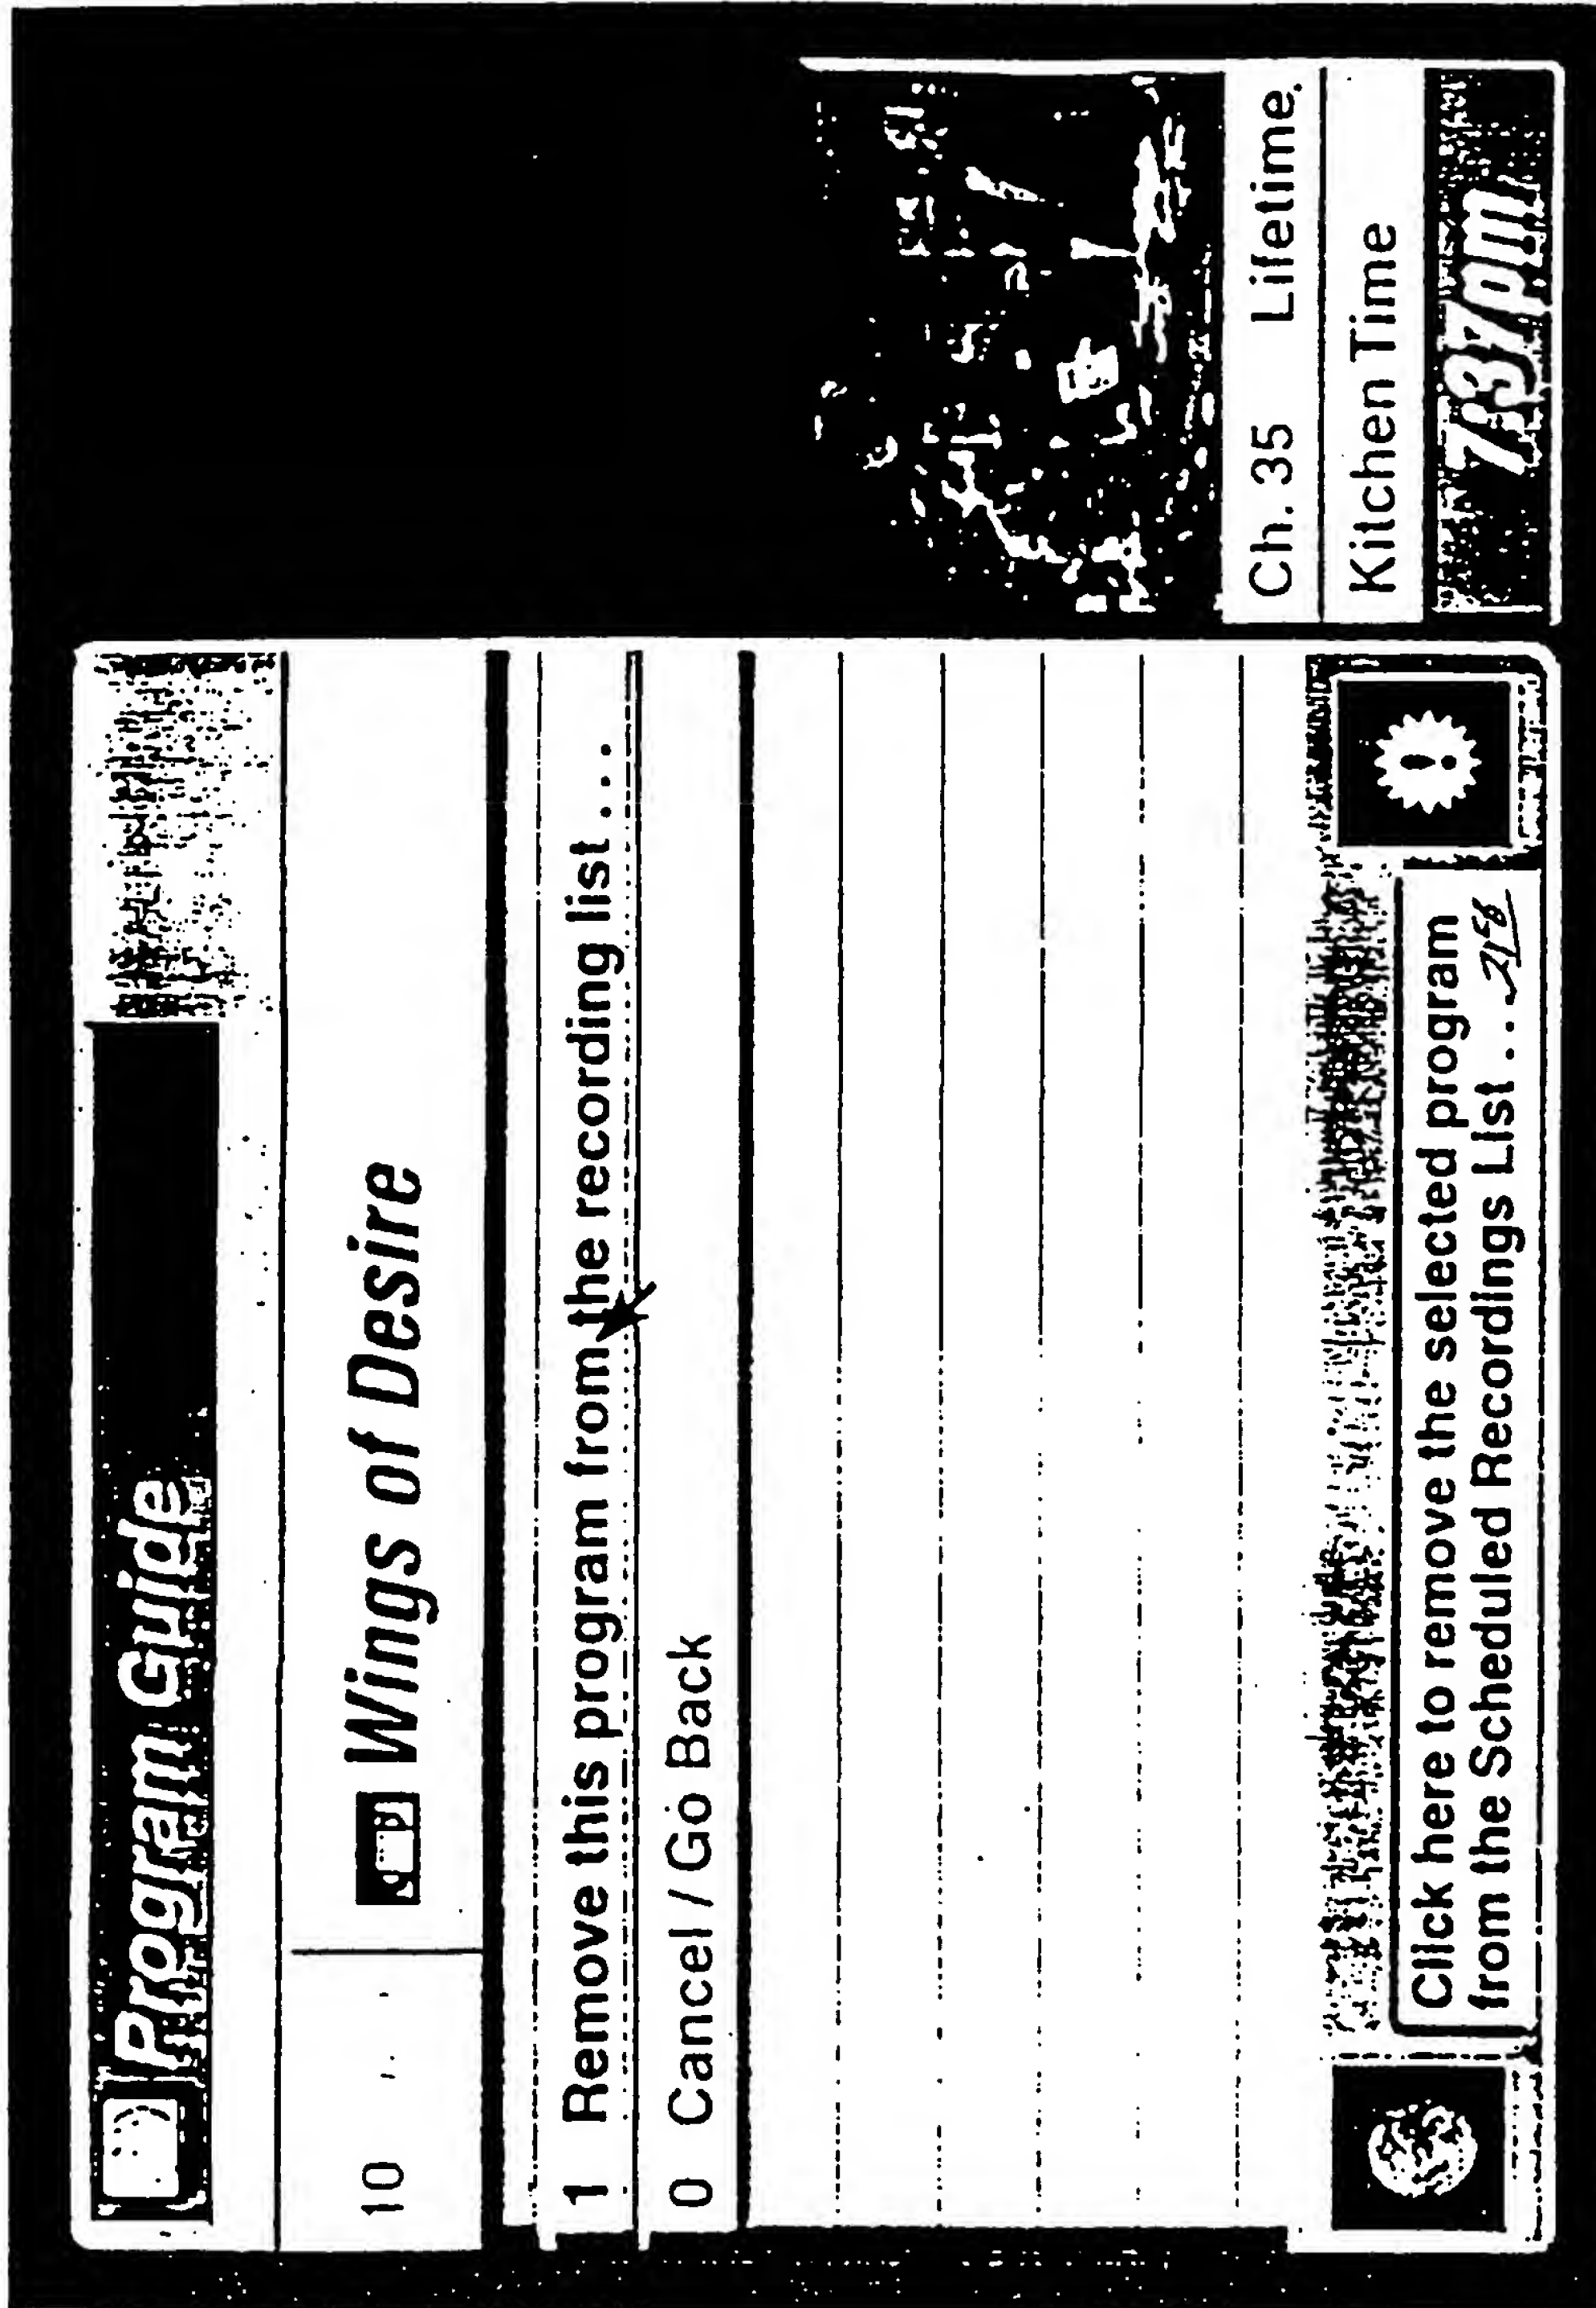 Program Guide
10 Wings of Desire
1 Remove this program from the recording list . . .
0 Cancel / Go Back
Click here to remove the selected program
from the Scheduled Recordings List . . . 218
Ch. 35 Lifetime
Kitchen Time
7:37pm